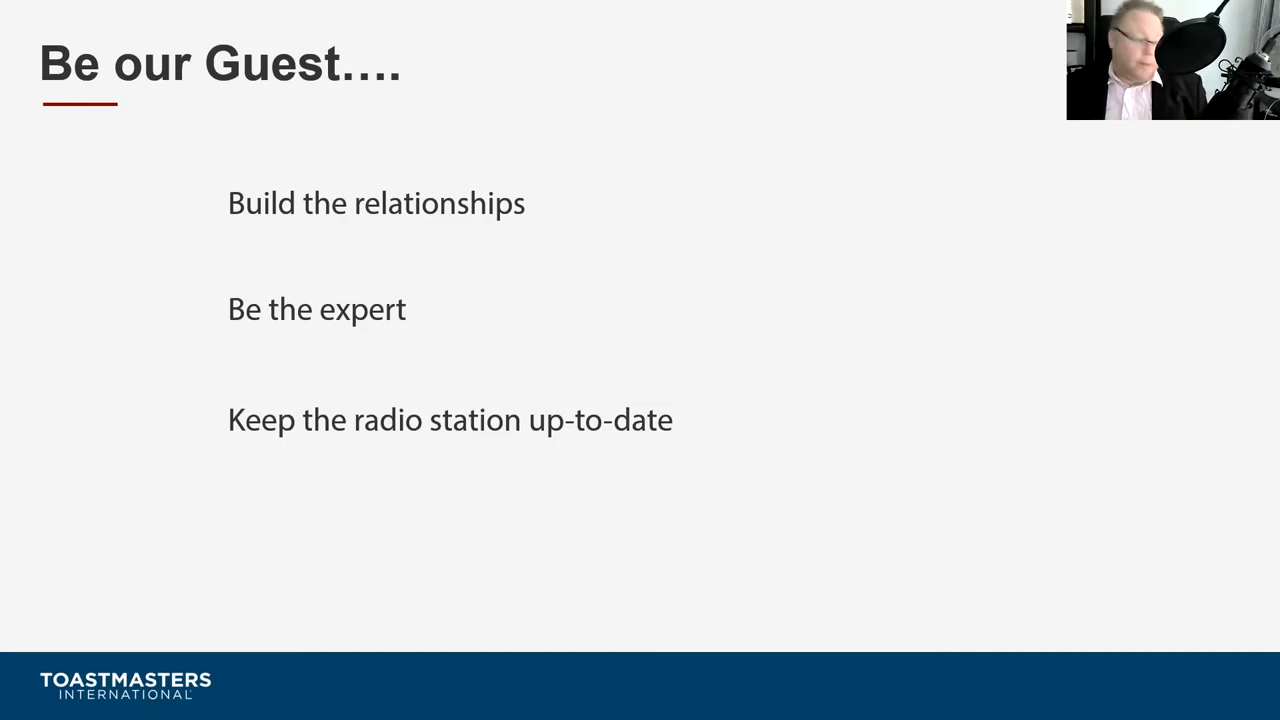 Be our Guest….
Build the relationships
Be the expert
Keep the radio station up-to-date
TOASTMASTERS
INTERNATIONAL